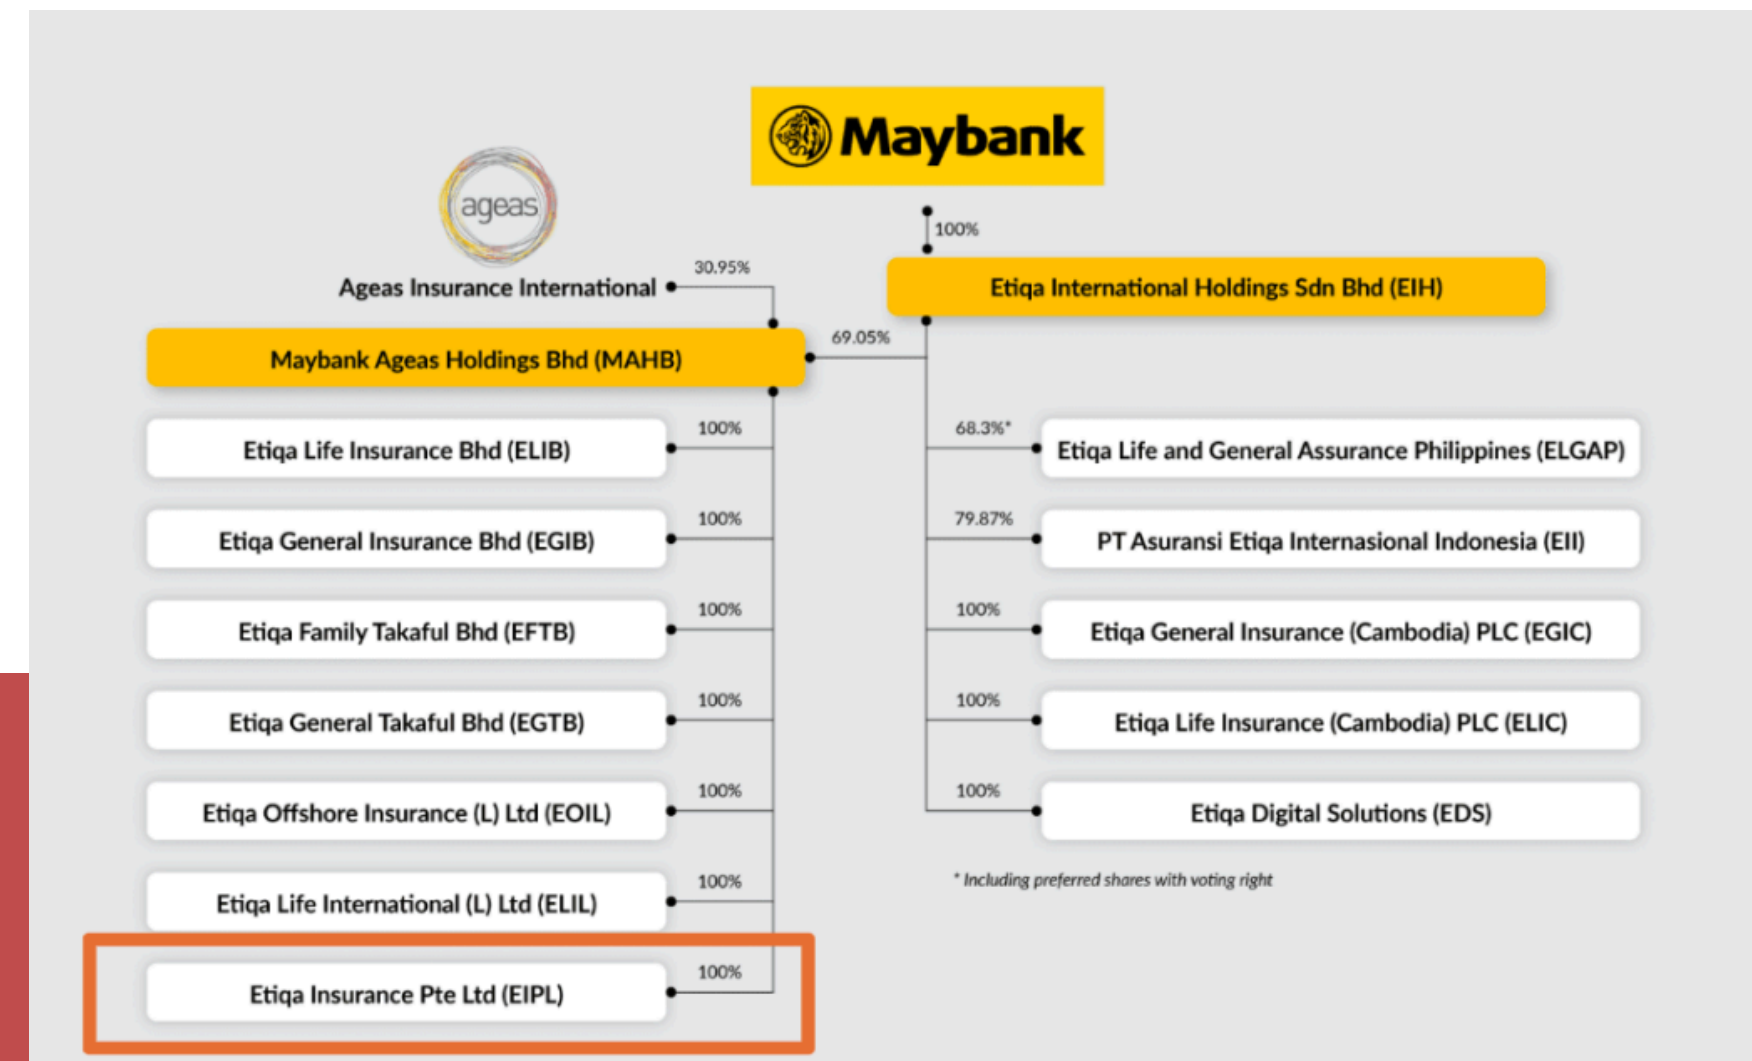 Maybank
ageas
100%
30.95%
Ageas Insurance International
Etiqa International Holdings Sdn Bhd (EIH)
69.05%
Maybank Ageas Holdings Bhd (MAHB)
100%
Etiqa Life Insurance Bhd (ELIB)
100%
Etiqa General Insurance Bhd (EGIB)
100%
Etiqa Family Takaful Bhd (EFTB)
100%
Etiqa General Takaful Bhd (EGTB)
100%
Etiqa Offshore Insurance (L) Ltd (EOIL)
100%
Etiqa Life International (L) Ltd (ELIL)
100%
Etiqa Insurance Pte Ltd (EIPL)
68.3%*
Etiqa Life and General Assurance Philippines (ELGAP)
79.87%
PT Asuransi Etiqa Internasional Indonesia (EII)
100%
Etiqa General Insurance (Cambodia) PLC (EGIC)
100%
Etiqa Life Insurance (Cambodia) PLC (ELIC)
100%
Etiqa Digital Solutions (EDS)
* Including preferred shares with voting right